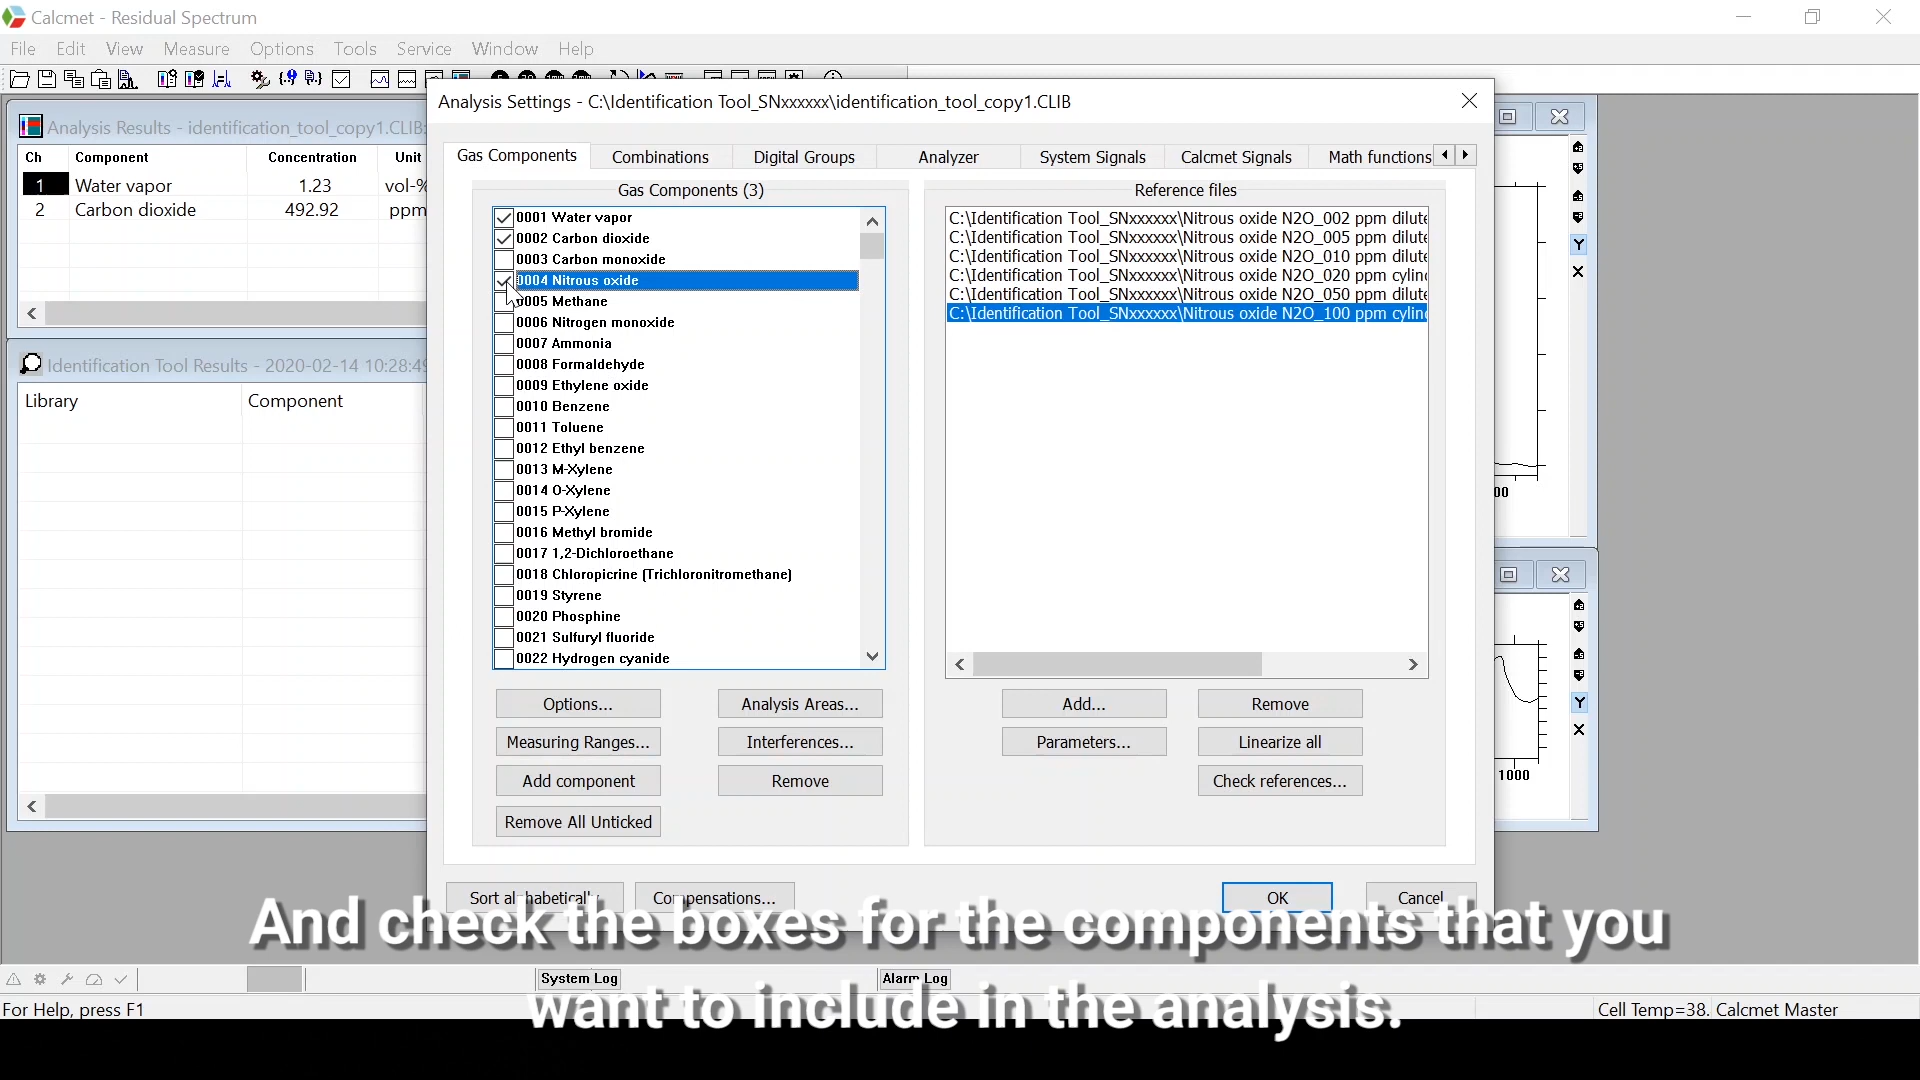 Calcmet - Residual Spectrum
File Edit View Measure Options Tools Service Window Help
Analysis Settings - C:\Identification Tool_SNxxxxxx\identification_tool_copy1.CLIB
Analysis Results - identification_tool_copy1.CLIB:
Ch Component Concentration Unit
1 Water vapor 1.23 vol-%
2 Carbon dioxide 492.92 ppm
Identification Tool Results - 2020-02-14 10:28:49
Library Component
Gas Components Combinations Digital Groups Analyzer System Signals Calcmet Signals Math functions
Gas Components (3)
0001 Water vapor
0002 Carbon dioxide
0003 Carbon monoxide
0004 Nitrous oxide
0005 Methane
0006 Nitrogen monoxide
0007 Ammonia
0008 Formaldehyde
0009 Ethylene oxide
0010 Benzene
0011 Toluene
0012 Ethyl benzene
0013 M-Xylene
0014 O-Xylene
0015 P-Xylene
0016 Methyl bromide
0017 1,2-Dichloroethane
0018 Chloropicrine (Trichloronitromethane)
0019 Styrene
0020 Phosphine
0021 Sulfuryl fluoride
0022 Hydrogen cyanide
Options... Analysis Areas...
Measuring Ranges... Interferences...
Add component Remove
Remove All Unticked
Reference files
C:\Identification Tool_SNxxxxxx\Nitrous oxide N2O_002 ppm dilute
C:\Identification Tool_SNxxxxxx\Nitrous oxide N2O_005 ppm dilute
C:\Identification Tool_SNxxxxxx\Nitrous oxide N2O_010 ppm dilute
C:\Identification Tool_SNxxxxxx\Nitrous oxide N2O_020 ppm cylin
C:\Identification Tool_SNxxxxxx\Nitrous oxide N2O_050 ppm dilute
C:\Identification Tool_SNxxxxxx\Nitrous oxide N2O_100 ppm cylin
Add... Remove
Parameters... Linearize all
Check references...
Sort alphabetically Compensations... OK Cancel
00
Y
X
Y
X
1000
And check the boxes for the components that you
want to include in the analysis.
System Log Alarm Log
For Help, press F1 Cell Temp=38. Calcmet Master